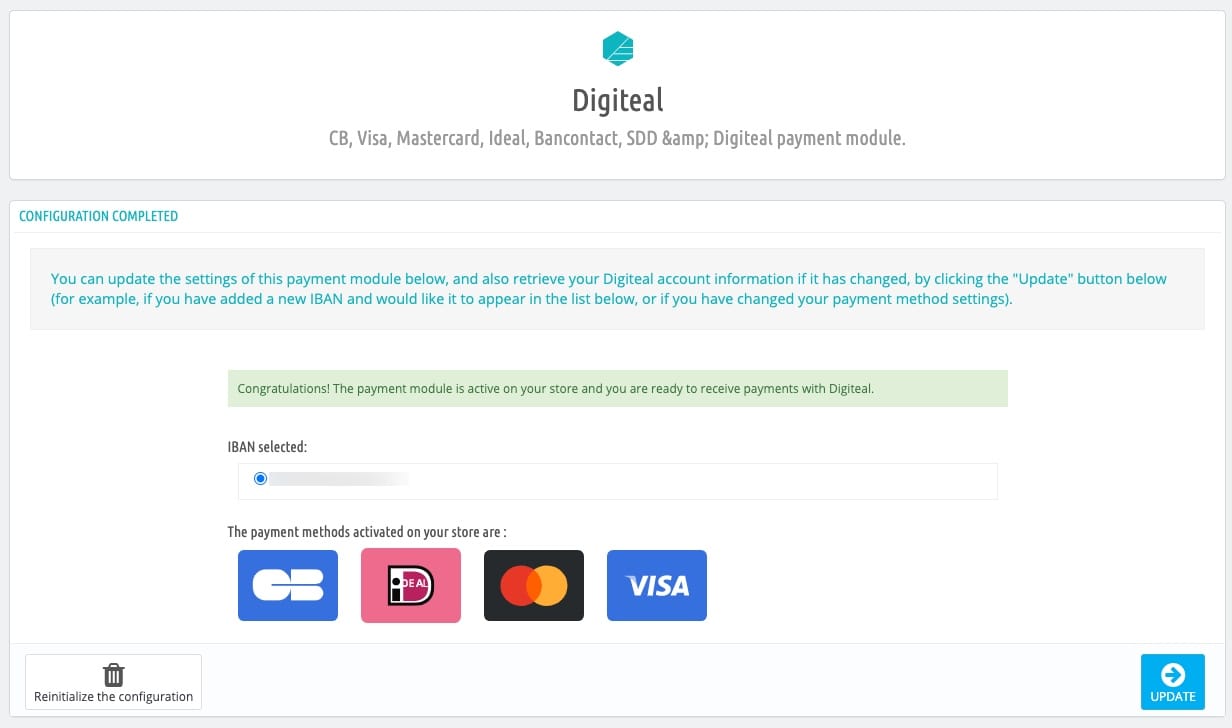 Digiteal
CB, Visa, Mastercard, Ideal, Bancontact, SDD &amp; Digiteal payment module.
CONFIGURATION COMPLETED
You can update the settings of this payment module below, and also retrieve your Digiteal account information if it has changed, by clicking the "Update" button below
(for example, if you have added a new IBAN and would like it to appear in the list below, or if you have changed your payment method settings).
Congratulations! The payment module is active on your store and you are ready to receive payments with Digiteal.
IBAN selected:
The payment methods activated on your store are :
CB
iDEAL
VISA
Reinitialize the configuration
UPDATE